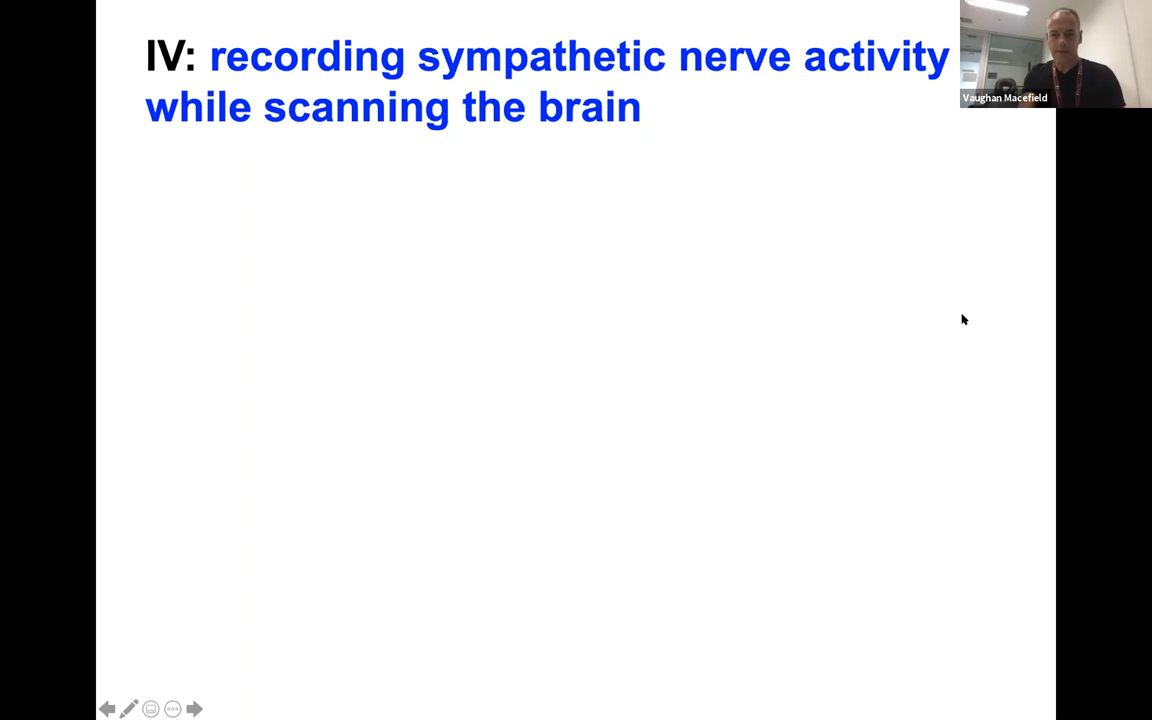 IV: recording sympathetic nerve activity
while scanning the brain
Vaughan Macefield